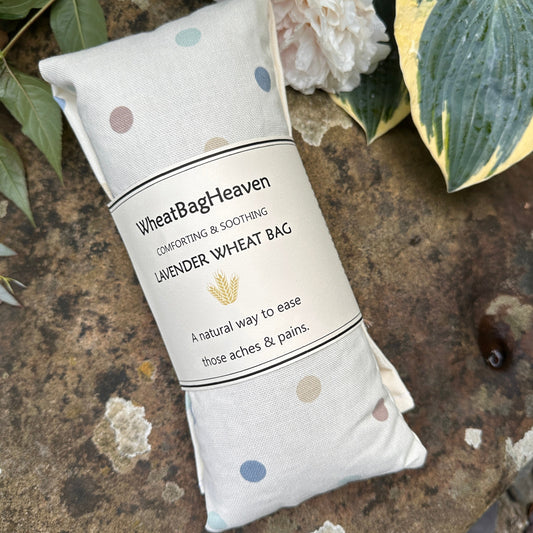 WheatBagHeaven
COMFORTING & SOOTHING
LAVENDER WHEAT BAG
A natural way to ease
those aches & pains.